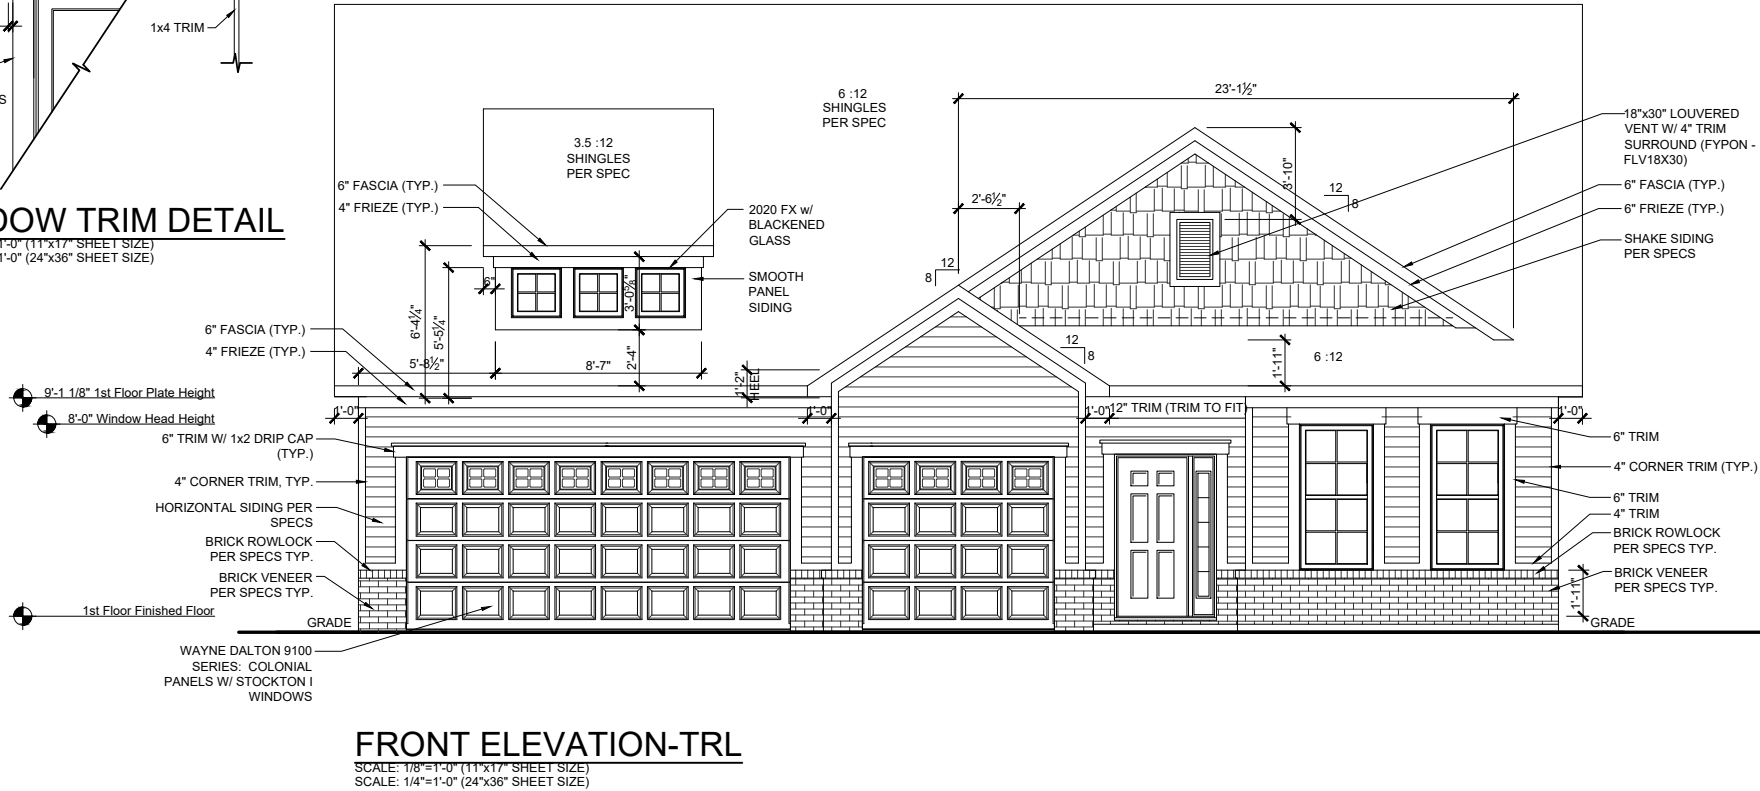 1x4 TRIM
S
DOW TRIM DETAIL
1'-0" (11"x17" SHEET SIZE)
1'-0" (24"x36" SHEET SIZE)
6 :12
SHINGLES
PER SPEC
3.5 :12
SHINGLES
PER SPEC
23'-1½"
18"x30" LOUVERED
VENT W/ 4" TRIM
SURROUND (FYPON -
FLV18X30)
3'-10"
12
8
2'-6½"
6" FASCIA (TYP.)
4" FRIEZE (TYP.)
2020 FX w/
BLACKENED
GLASS
6" FASCIA (TYP.)
6" FRIEZE (TYP.)
SHAKE SIDING
PER SPECS
12
8
SMOOTH
PANEL
SIDING
6"
3'-0⅝"
6'-4¼"
5'-5¼"
6" FASCIA (TYP.)
4" FRIEZE (TYP.)
5'-8½"
8'-7"
2'-4"
1'-2"
HEEL
12
8
1'-11"
6 :12
9'-1 1/8" 1st Floor Plate Height
8'-0" Window Head Height
1'-0"
1'-0"
1'-0"
12" TRIM (TRIM TO FIT)
1'-0"
6" TRIM W/ 1x2 DRIP CAP
(TYP.)
4" CORNER TRIM, TYP.
HORIZONTAL SIDING PER
SPECS
BRICK ROWLOCK
PER SPECS TYP.
BRICK VENEER
PER SPECS TYP.
6" TRIM
4" CORNER TRIM (TYP.)
6" TRIM
4" TRIM
BRICK ROWLOCK
PER SPECS TYP.
BRICK VENEER
PER SPECS TYP.
1'-11"
1st Floor Finished Floor
GRADE
GRADE
WAYNE DALTON 9100
SERIES: COLONIAL
PANELS W/ STOCKTON I
WINDOWS
FRONT ELEVATION-TRL
SCALE: 1/8"=1'-0" (11"x17" SHEET SIZE)
SCALE: 1/4"=1'-0" (24"x36" SHEET SIZE)